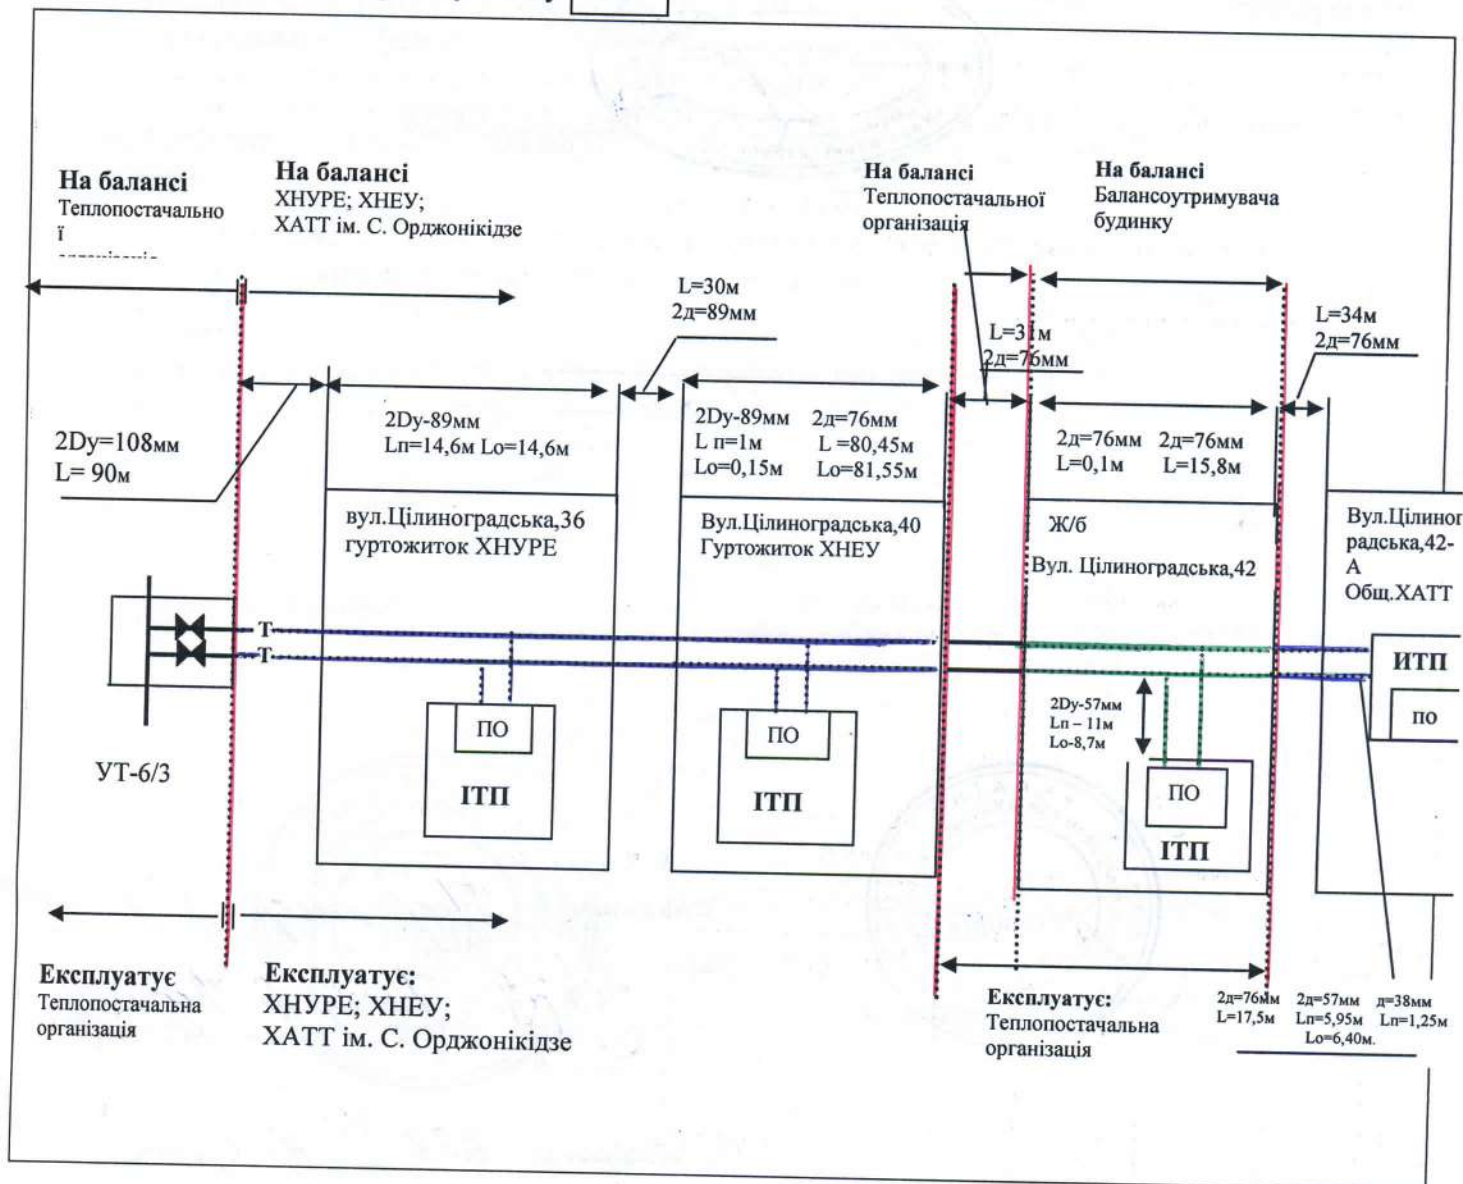 На балансі
Теплопостачально
ї
На балансі
ХНУРЕ; ХНЕУ;
ХАТТ ім. С. Орджонікідзе
На балансі
Теплопостачальної
організація
На балансі
Балансоутримувача
будинку
L=30м
2д=89мм
L=31м
2д=76мм
L=34м
2д=76мм
2Dy=108мм
L= 90м
2Dy-89мм
Lп=14,6м Lо=14,6м
2Dy-89мм 2д=76мм
L п=1м L =80,45м
Lо=0,15м Lо=81,55м
2д=76мм 2д=76мм
L=0,1м L=15,8м
вул.Цілиноградська,36
гуртожиток ХНУРЕ
Вул.Цілиноградська,40
Гуртожиток ХНЕУ
Ж/б
Вул. Цілиноградська,42
Вул.Цілиног
радська,42-
А
Общ.ХАТТ
Т
Т
УТ-6/3
ПО
ІТП
ПО
ІТП
2Dy-57мм
Lп – 11м
Lо-8,7м
ПО
ІТП
ИТП
ПО
Експлуатує
Теплопостачальна
організація
Експлуатує:
ХНУРЕ; ХНЕУ;
ХАТТ ім. С. Орджонікідзе
Експлуатує:
Теплопостачальна
організація
2д=76мм 2д=57мм д=38мм
L=17,5м Lп=5,95м Lп=1,25м
Lо=6,40м.